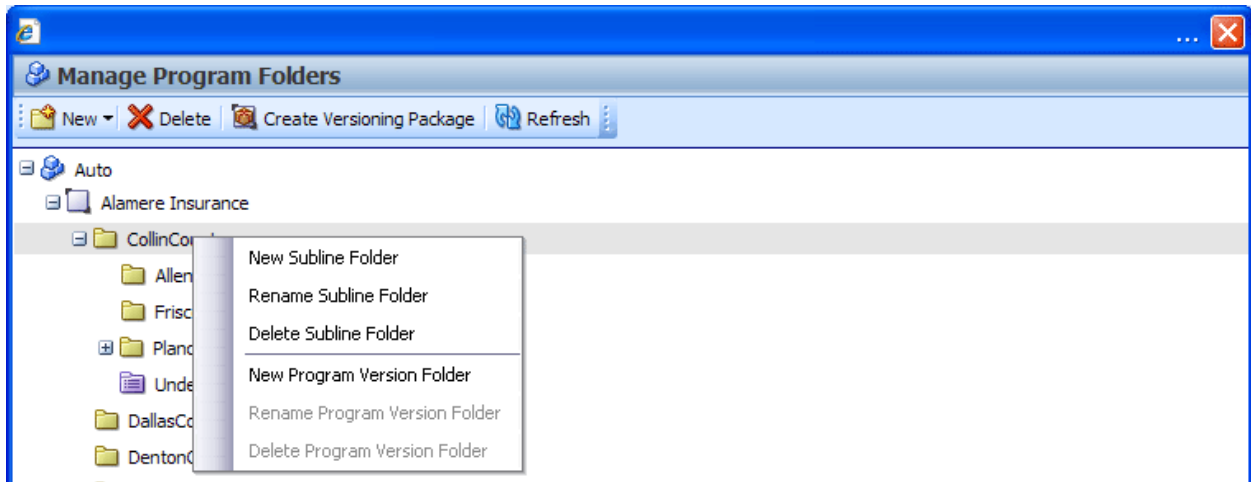 ...
Manage Program Folders
New Delete Create Versioning Package Refresh
Auto
Alamere Insurance
New Subline Folder
Allen
Rename Subline Folder
Delete Subline Folder
New Program Version Folder
Rename Program Version Folder
Delete Program Version Folder